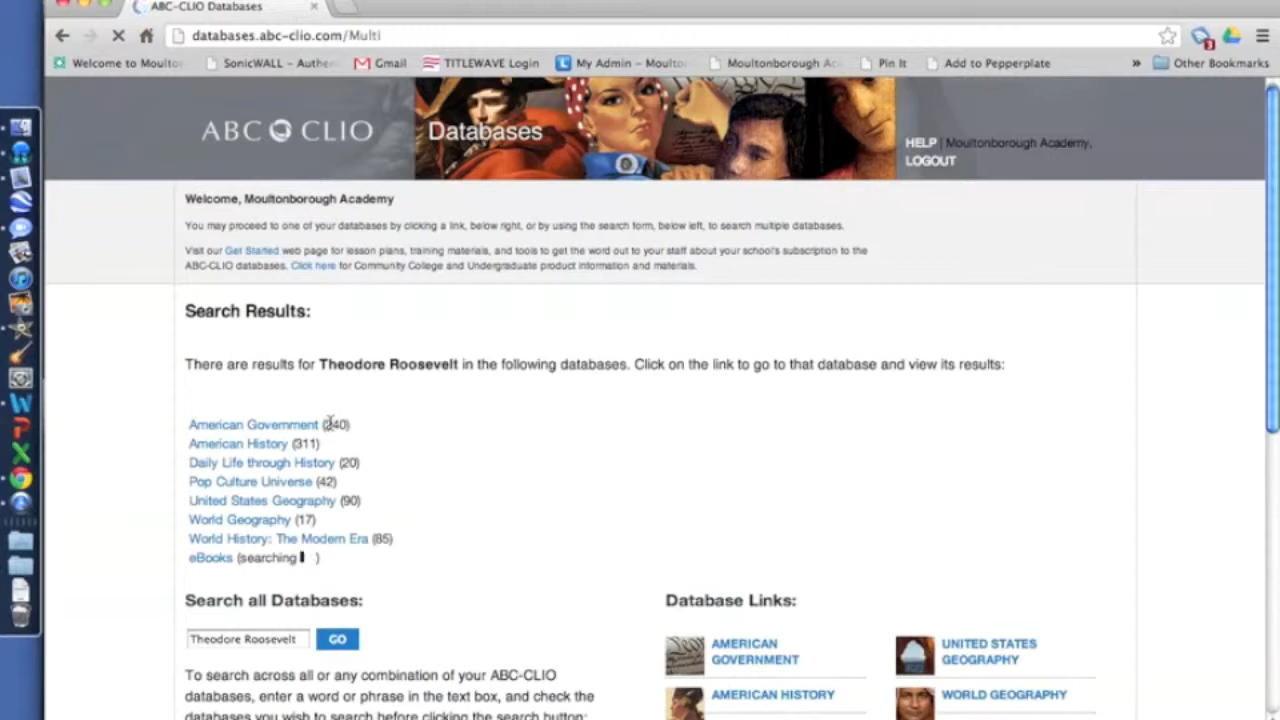 ABC-CLIO Databases
databases.abc-clio.com/Multi
Welcome to Moulto SonicWALL – Authe Gmail TITLEWAVE Login My Admin – Moulto Moultonborough Ac Pin It Add to Pepperplate » Other Bookmarks
ABC CLIO
Databases
HELP | Moultonborough Academy,
LOGOUT
Welcome, Moultonborough Academy
You may proceed to one of your databases by clicking a link, below right, or by using the search form, below left, to search multiple databases.
Visit our Get Started web page for lesson plans, training materials, and tools to get the word out to your staff about your school's subscription to the
ABC-CLIO databases. Click here for Community College and Undergraduate product information and materials.
Search Results:
There are results for Theodore Roosevelt in the following databases. Click on the link to go to that database and view its results:
American Government (240)
American History (311)
Daily Life through History (20)
Pop Culture Universe (42)
United States Geography (90)
World Geography (17)
World History: The Modern Era (85)
eBooks (searching )
Search all Databases:
Theodore Roosevelt GO
To search across all or any combination of your ABC-CLIO
databases, enter a word or phrase in the text box, and check the
databases you wish to search before clicking the search button:
Database Links:
AMERICAN
GOVERNMENT
UNITED STATES
GEOGRAPHY
AMERICAN HISTORY
WORLD GEOGRAPHY